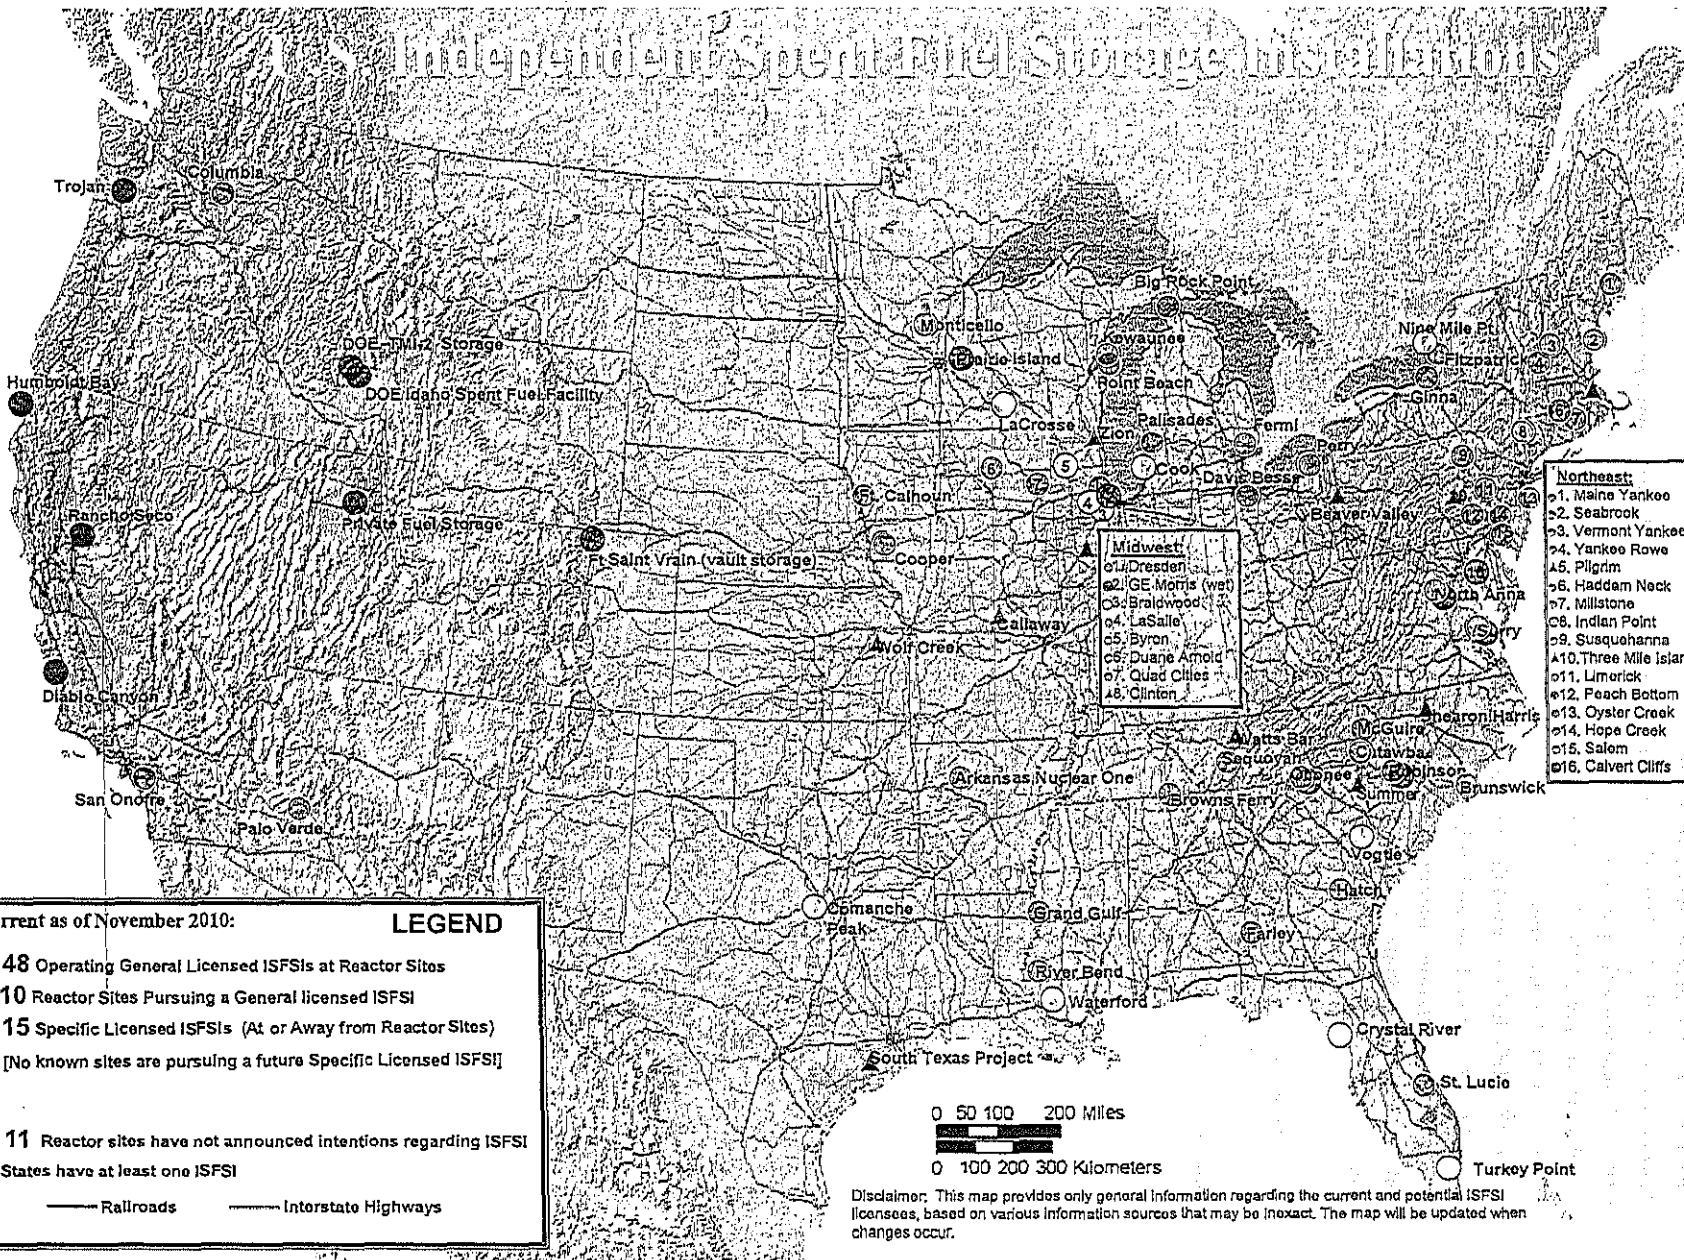 U.S. Independent Spent Fuel Storage Installations
Columbia
Trojan
Big Rock Point
Monticello
Nine Mile Pt.
Kewaunee
Fitzpatrick
DOE-TMI-2 Storage
Prairie Island
Point Beach
Humboldt Bay
DOE Idaho Spent Fuel Facility
Ginna
LaCrosse
Palisades
Fermi
Zion
Perry
Cook
Davis Besse
Ft. Calhoun
Rancho Seco
Private Fuel Storage
Beaver Valley
Ft Saint Vrain (vault storage)
Cooper
North Anna
Callaway
Surry
Wolf Creek
Diablo Canyon
Shearon Harris
McGuire
Watts Bar
Catawba
Sequoyah
Oconee
Robinson
Arkansas Nuclear One
San Onofre
Browns Ferry
Summer
Brunswick
Palo Verde
Vogtle
Hatch
Comanche
Peak
Grand Gulf
Farley
River Bend
Waterford
Crystal River
South Texas Project
St. Lucie
Turkey Point
Midwest:
1. Dresden
2. GE Morris (wet)
3. Braidwood
4. LaSalle
5. Byron
6. Duane Arnold
7. Quad Cities
8. Clinton
Northeast:
1. Maine Yankee
2. Seabrook
3. Vermont Yankee
4. Yankee Rowe
5. Pilgrim
6. Haddam Neck
7. Millstone
8. Indian Point
9. Susquehanna
10. Three Mile Islan
11. Limerick
12. Peach Bottom
13. Oyster Creek
14. Hope Creek
15. Salem
16. Calvert Cliffs
rrent as of November 2010: LEGEND
48 Operating General Licensed ISFSIs at Reactor Sites
10 Reactor Sites Pursuing a General licensed ISFSI
15 Specific Licensed ISFSIs (At or Away from Reactor Sites)
[No known sites are pursuing a future Specific Licensed ISFSI]
11 Reactor sites have not announced intentions regarding ISFSI
States have at least one ISFSI
Railroads Interstate Highways
0 50 100 200 Miles
0 100 200 300 Kilometers
Disclaimer: This map provides only general information regarding the current and potential ISFSI
licensees, based on various information sources that may be inexact. The map will be updated when
changes occur.